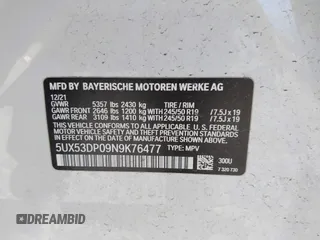 MFD. BY BAYERISCHE MOTOREN WERKE AG
12/21
GVWR 5357 lbs 2430 kg TIRE / RIM
GAWR FRONT 2646 lbs 1200 kg 245/50 R19 /7.5J x 19
GAWR REAR 3109 lbs 1410 kg 245/50 R19 /7.5J x 19
THIS VEHICLE CONFORMS TO ALL APPLICABLE U.S. FEDERAL
MOTOR VEHICLE SAFETY STANDARDS IN EFFECT ON THE DATE
OF MANUFACTURE SHOWN ABOVE.
5UX53DP09N9K76477 TYPE: MPV
300U
DREAMBID dreambid.com